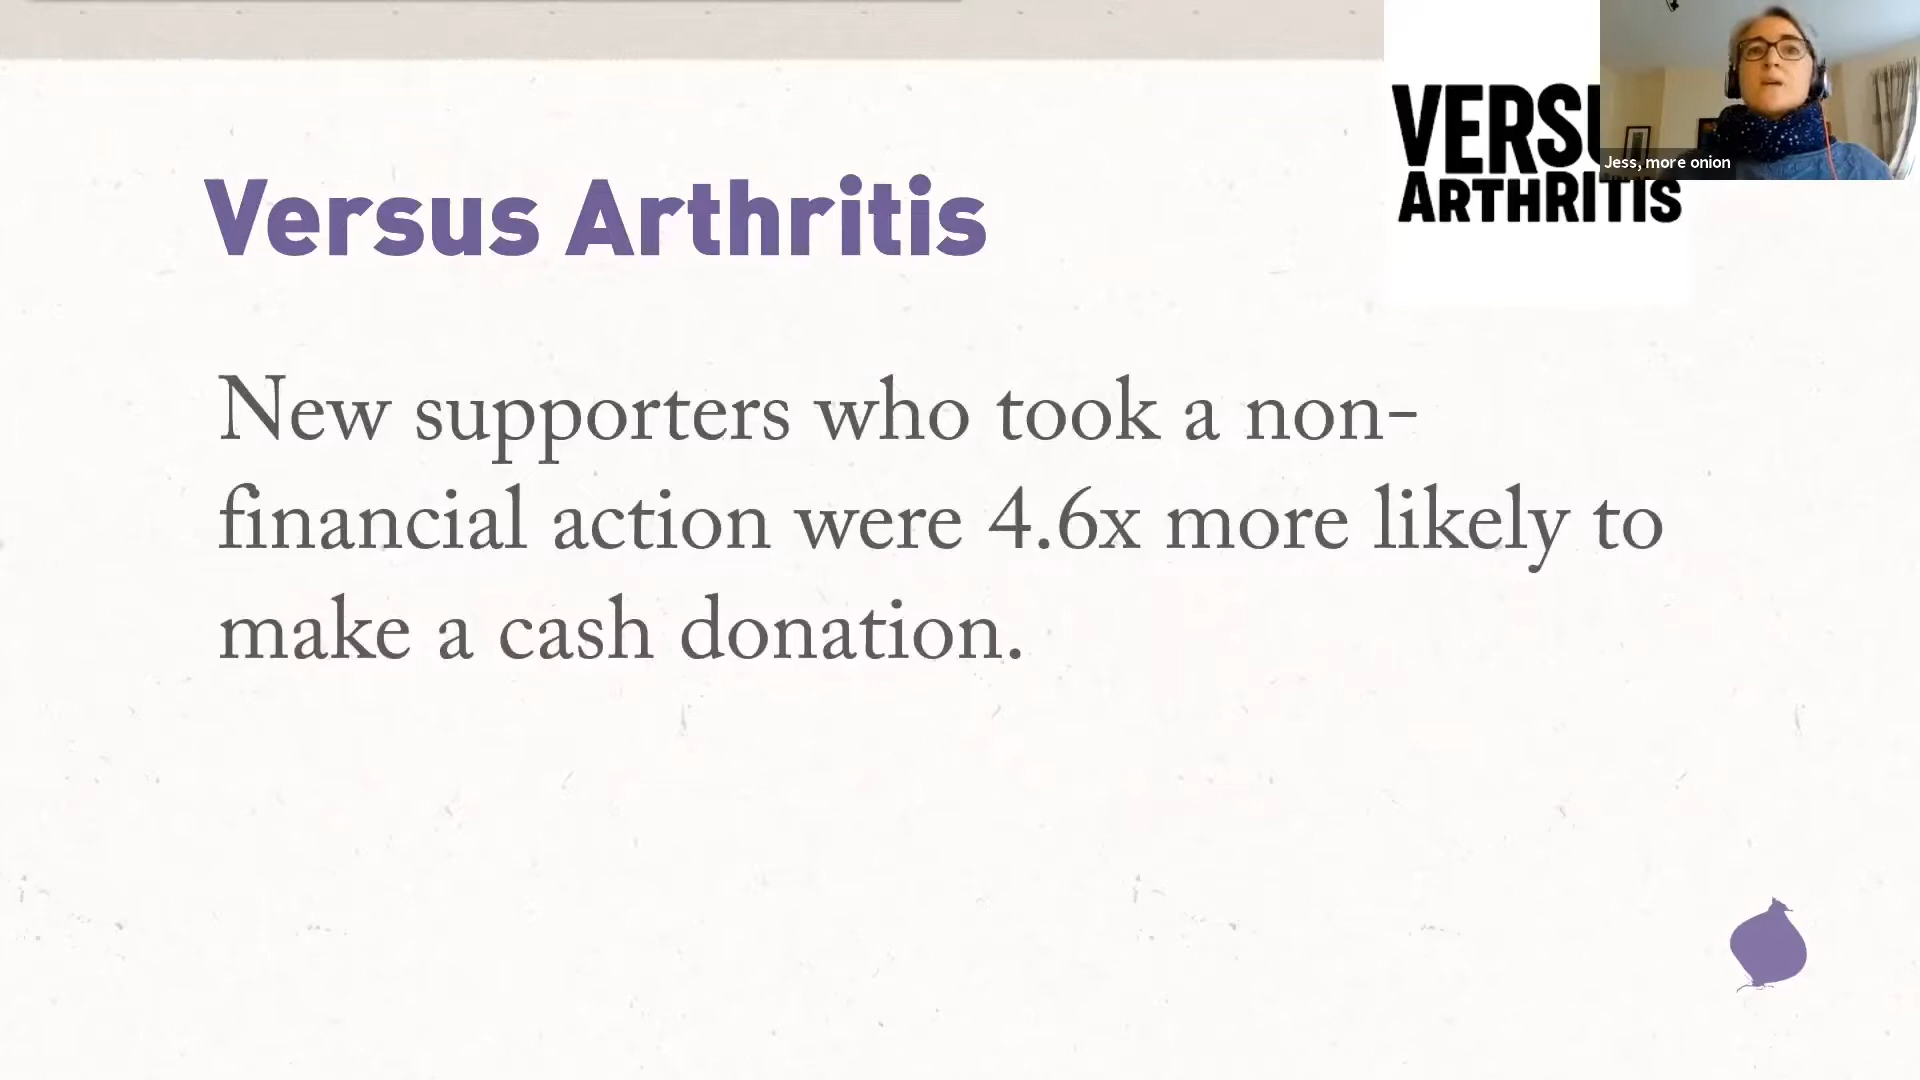 Versus Arthritis
VERSU
ARTHRITIS
Jess, more onion
New supporters who took a non-
financial action were 4.6x more likely to
make a cash donation.